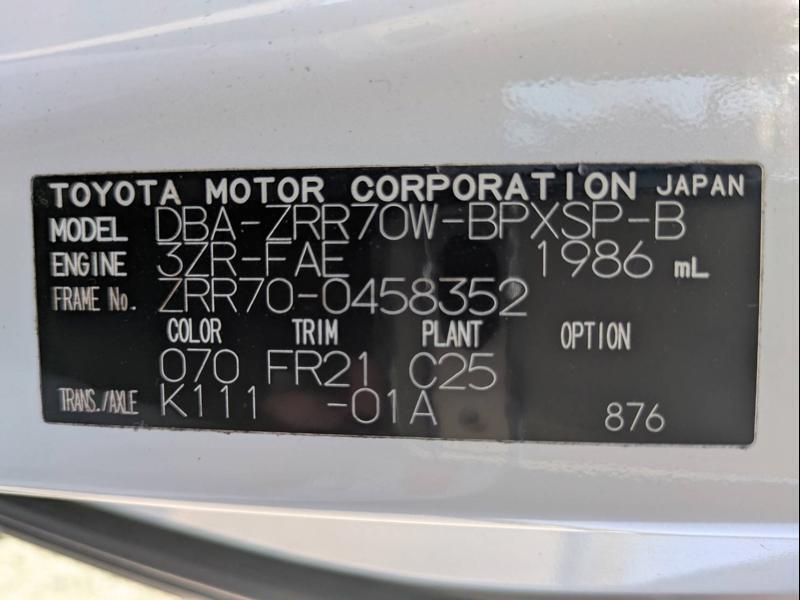 TOYOTA MOTOR CORPORATION JAPAN
MODEL DBA-ZRR70W-BPXSP-B
ENGINE 3ZR-FAE 1986 mL
FRAME No. ZRR70-0458352
COLOR TRIM PLANT OPTION
070 FR21 C25
TRANS./AXLE K111 -01A 876